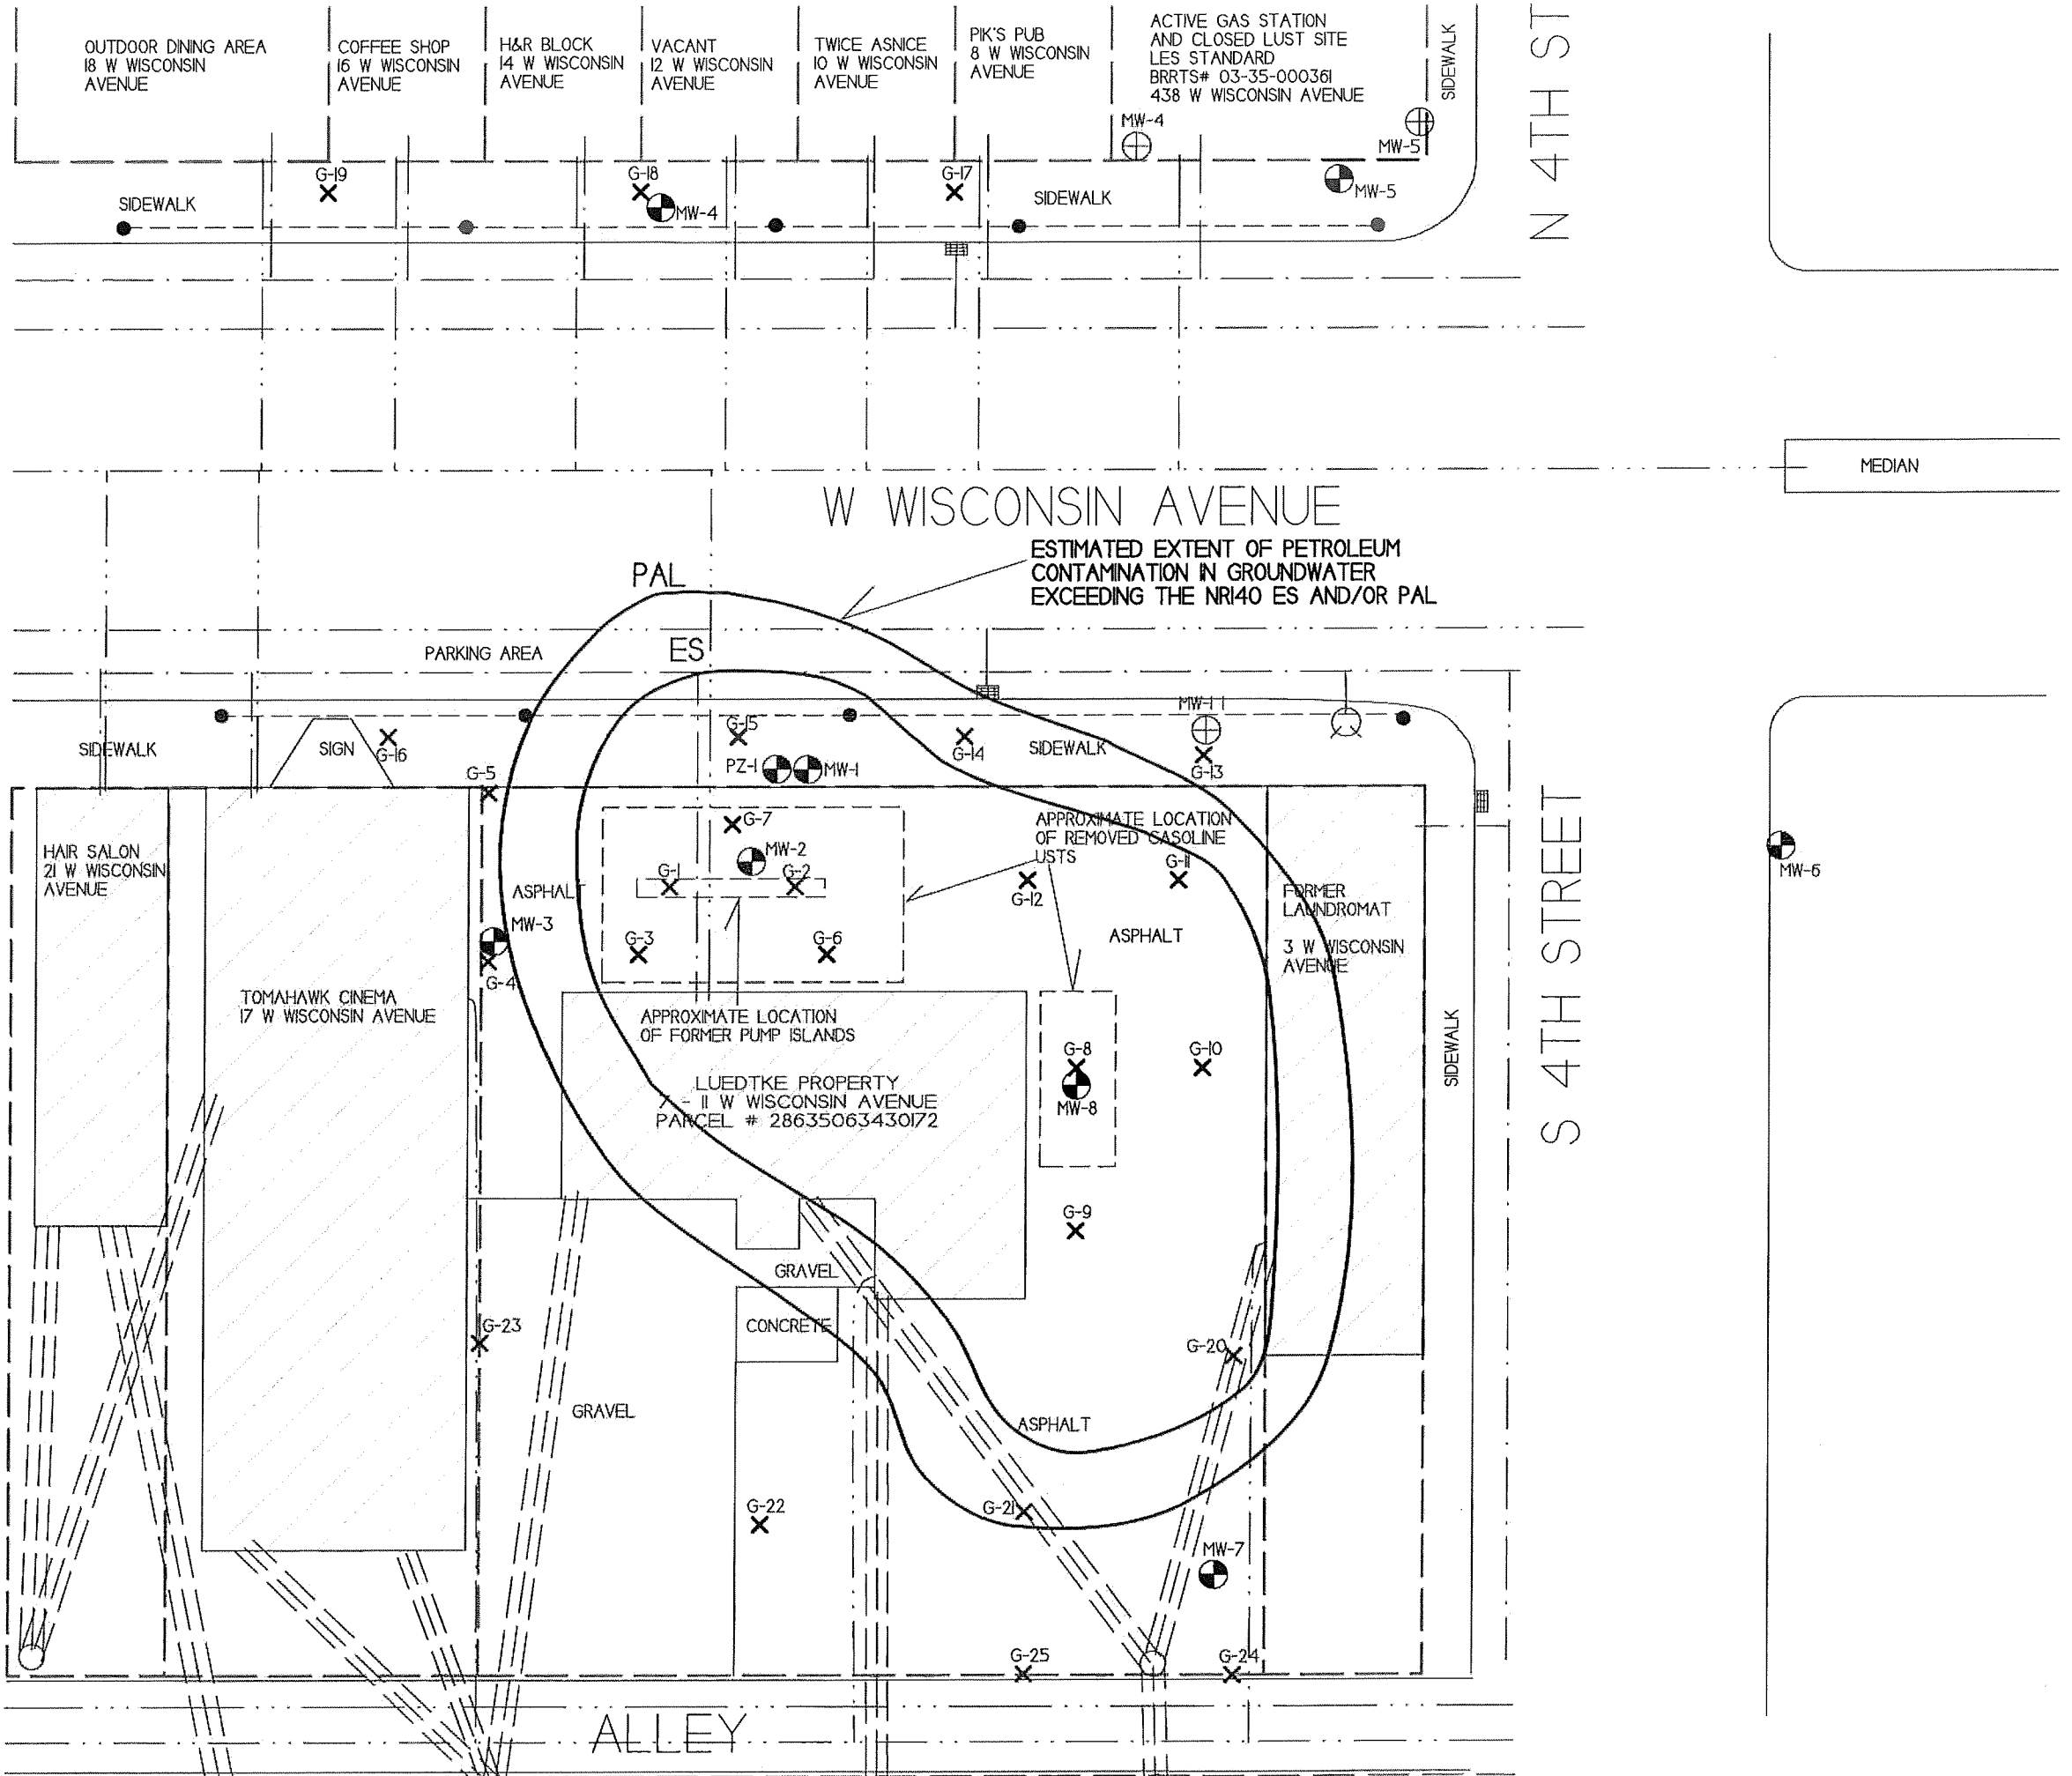 OUTDOOR DINING AREA
18 W WISCONSIN
AVENUE
COFFEE SHOP
16 W WISCONSIN
AVENUE
H&R BLOCK
14 W WISCONSIN
AVENUE
VACANT
12 W WISCONSIN
AVENUE
TWICE ASNICE
10 W WISCONSIN
AVENUE
PIK'S PUB
8 W WISCONSIN
AVENUE
ACTIVE GAS STATION
AND CLOSED LUST SITE
LES STANDARD
BRRTS# 03-35-000361
438 W WISCONSIN AVENUE
SIDEWALK
N 4TH ST
MW-4
MW-5
MW-5
G-19
G-18
MW-4
G-17
SIDEWALK
SIDEWALK
MEDIAN
W WISCONSIN AVENUE
ESTIMATED EXTENT OF PETROLEUM
CONTAMINATION IN GROUNDWATER
EXCEEDING THE NR140 ES AND/OR PAL
PAL
ES
PARKING AREA
SIDEWALK
SIGN
G-16
G-5
G-15
PZ-1
MW-1
G-14
SIDEWALK
MW-1
G-13
G-7
MW-2
G-1
G-2
G-3
G-6
ASPHALT
MW-3
G-4
APPROXIMATE LOCATION
OF REMOVED GASOLINE
USTS
G-11
G-12
ASPHALT
FORMER
LAUNDROMAT
3 W WISCONSIN
AVENUE
MW-6
S 4TH STREET
SIDEWALK
HAIR SALON
21 W WISCONSIN
AVENUE
TOMAHAWK CINEMA
17 W WISCONSIN AVENUE
APPROXIMATE LOCATION
OF FORMER PUMP ISLANDS
LUEDTKE PROPERTY
7 - 11 W WISCONSIN AVENUE
PARCEL # 28635063430172
G-8
MW-8
G-10
G-9
GRAVEL
CONCRETE
G-23
GRAVEL
G-20
ASPHALT
G-22
G-21
MW-7
G-25
G-24
ALLEY